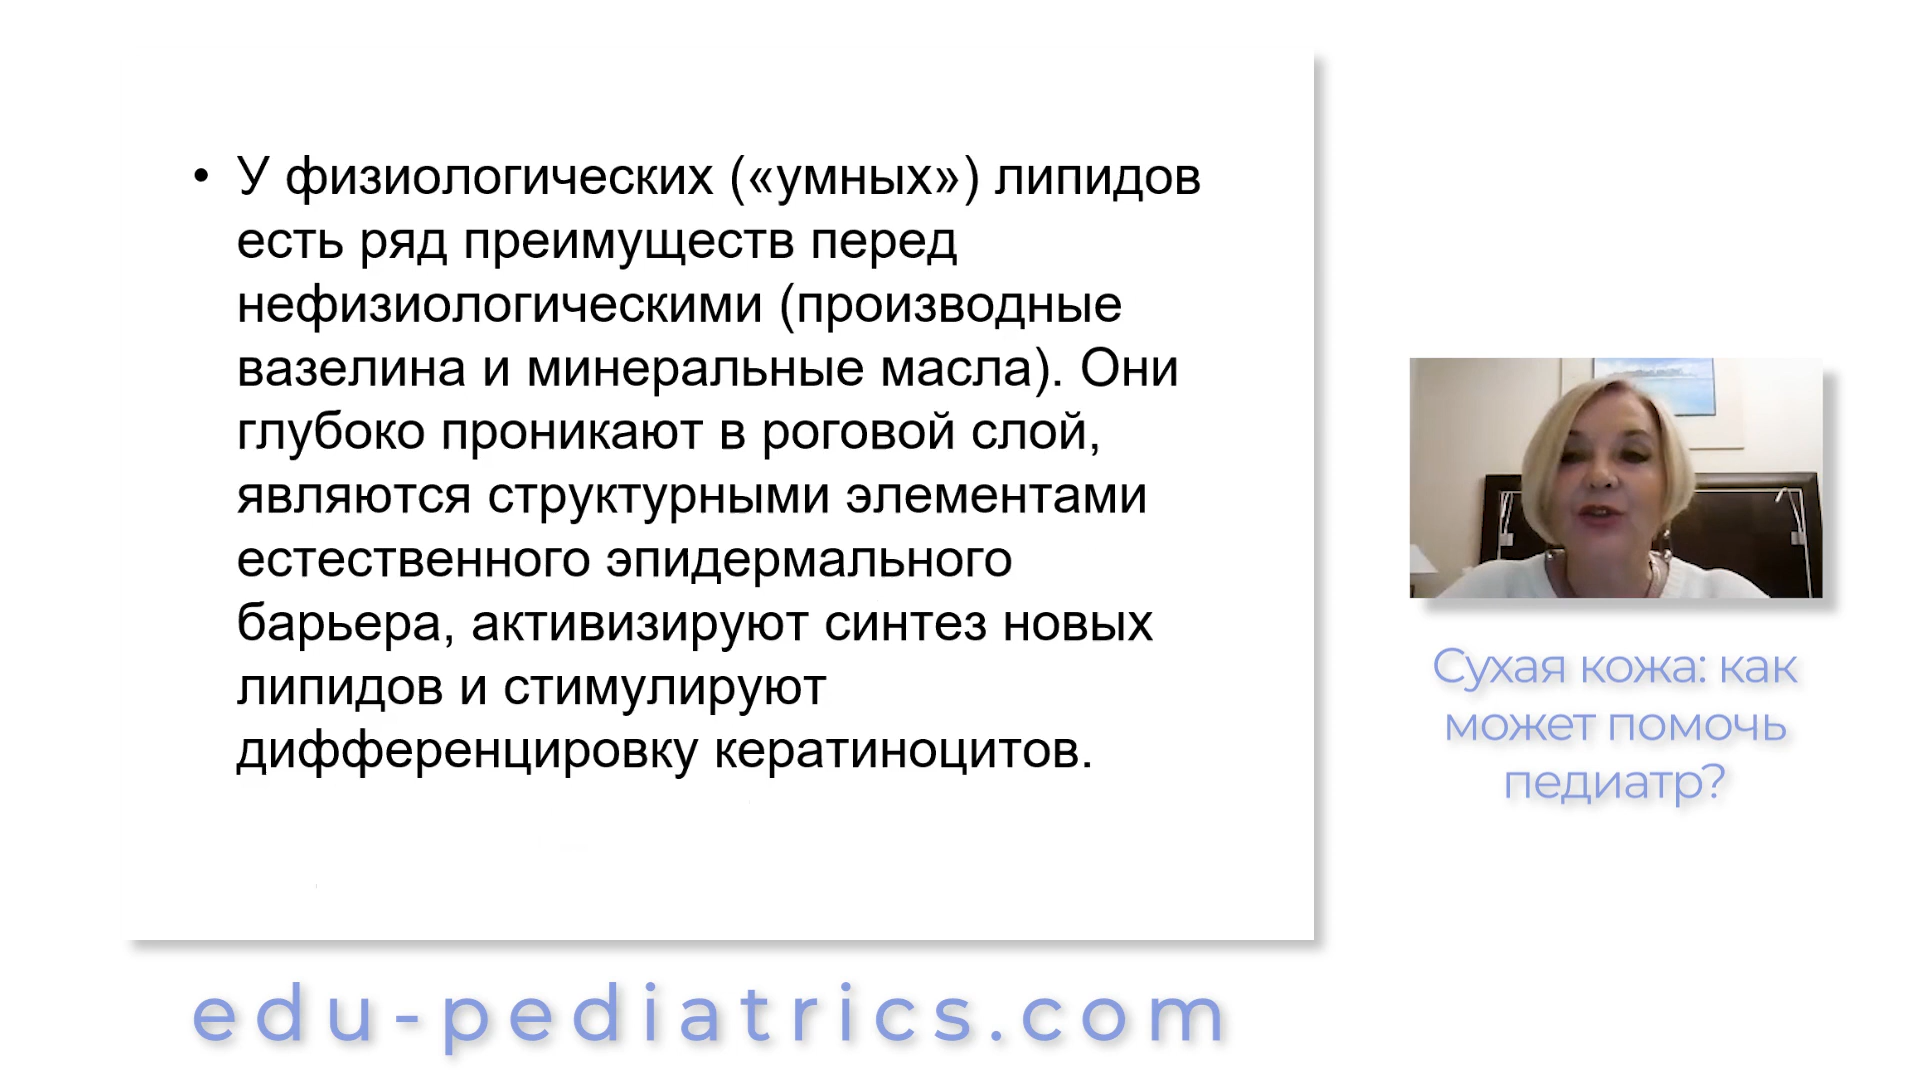 • У физиологических («умных») липидов
есть ряд преимуществ перед
нефизиологическими (производные
вазелина и минеральные масла). Они
глубоко проникают в роговой слой,
являются структурными элементами
естественного эпидермального
барьера, активизируют синтез новых
липидов и стимулируют
дифференцировку кератиноцитов.
Сухая кожа: как
может помочь
педиатр?
edu-pediatrics.com